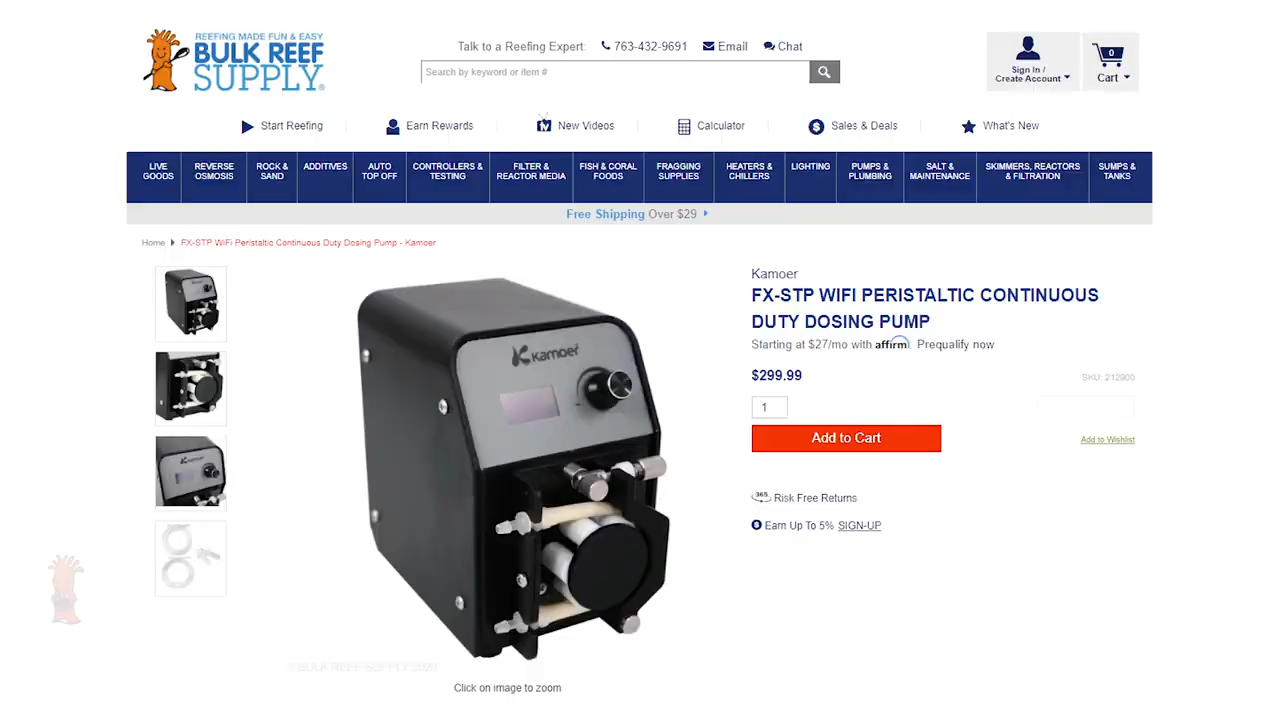 REEFING MADE FUN & EASY
BULK REEF
SUPPLY®
Talk to a Reefing Expert: 763-432-9691 Email Chat
Search by keyword or item #
Sign In /
Create Account
0
Cart
Start Reefing Earn Rewards New Videos Calculator Sales & Deals What's New
LIVE GOODS
REVERSE OSMOSIS
ROCK & SAND
ADDITIVES
AUTO TOP OFF
CONTROLLERS & TESTING
FILTER & REACTOR MEDIA
FISH & CORAL FOODS
FRAGGING SUPPLIES
HEATERS & CHILLERS
LIGHTING
PUMPS & PLUMBING
SALT & MAINTENANCE
SKIMMERS, REACTORS & FILTRATION
SUMPS & TANKS
Free Shipping Over $29
Home FX-STP WiFi Peristaltic Continuous Duty Dosing Pump - Kamoer
Kamoer
Kamoer
FX-STP WIFI PERISTALTIC CONTINUOUS
DUTY DOSING PUMP
Starting at $27/mo with affirm. Prequalify now
$299.99
SKU: 212900
1
Add to Cart
Add to Wishlist
365 Risk Free Returns
Earn Up To 5% SIGN-UP
© BULK REEF SUPPLY 2020
Click on image to zoom